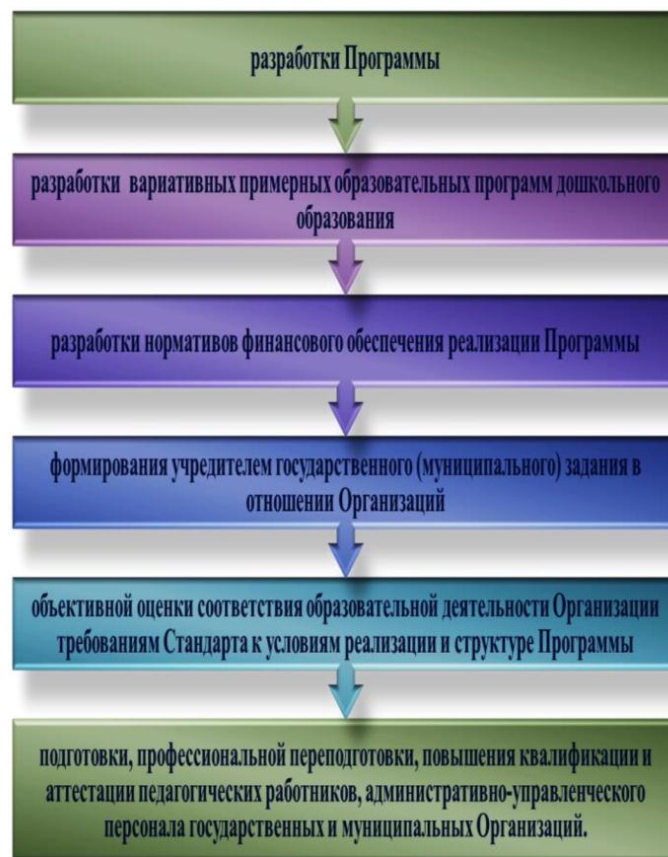 разработки Программы
разработки вариативных примерных образовательных программ дошкольного
образования
разработки нормативов финансового обеспечения реализации Программы
формирования учредителем государственного (муниципального) задания в
отношении Организаций
объективной оценки соответствия образовательной деятельности Организации
требованиям Стандарта к условиям реализации и структуре Программы
подготовки, профессиональной переподготовки, повышения квалификации и
аттестации педагогических работников, административно-управленческого
персонала государственных и муниципальных Организаций.